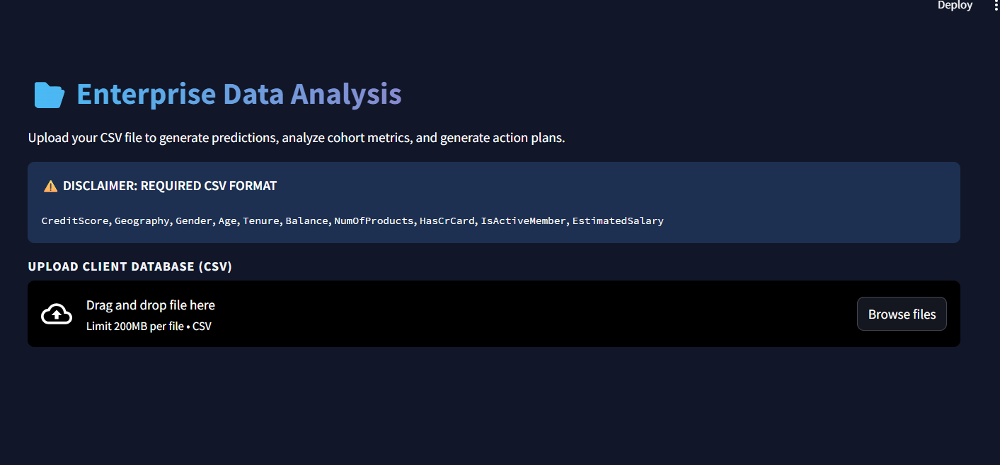 Deploy
Enterprise Data Analysis
Upload your CSV file to generate predictions, analyze cohort metrics, and generate action plans.
DISCLAIMER: REQUIRED CSV FORMAT
CreditScore, Geography, Gender, Age, Tenure, Balance, NumOfProducts, HasCrCard, IsActiveMember, EstimatedSalary
UPLOAD CLIENT DATABASE (CSV)
Drag and drop file here
Limit 200MB per file • CSV
Browse files